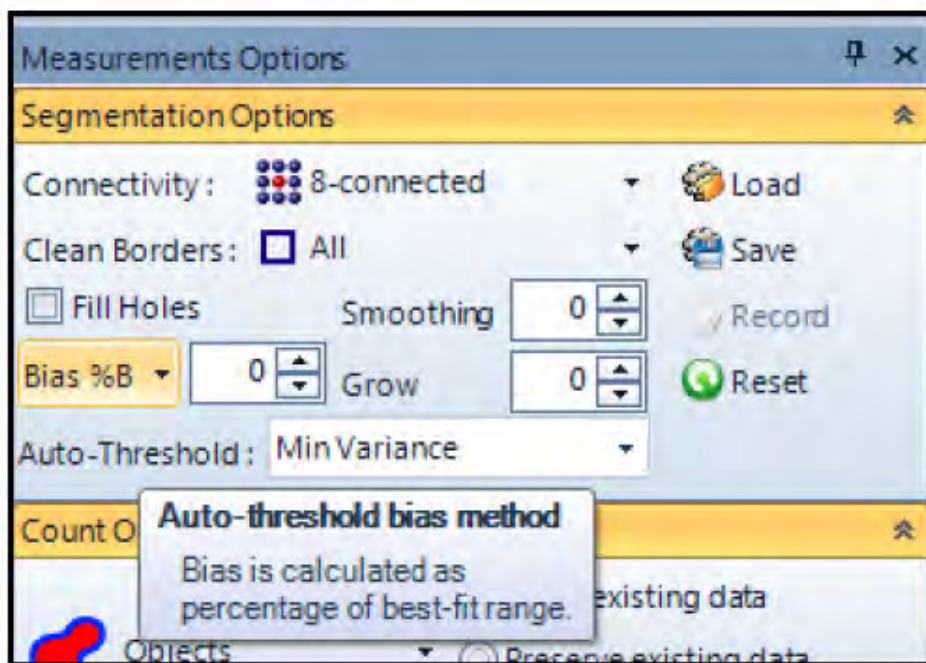 Measurements Options
Segmentation Options
Connectivity: 8-connected Load
Clean Borders: All Save
Fill Holes Smoothing 0 Record
Bias %B 0 Grow 0 Reset
Auto-Threshold: Min Variance
Count O
Auto-threshold bias method
Bias is calculated as
percentage of best-fit range.
existing data
Objects Preserve existing data